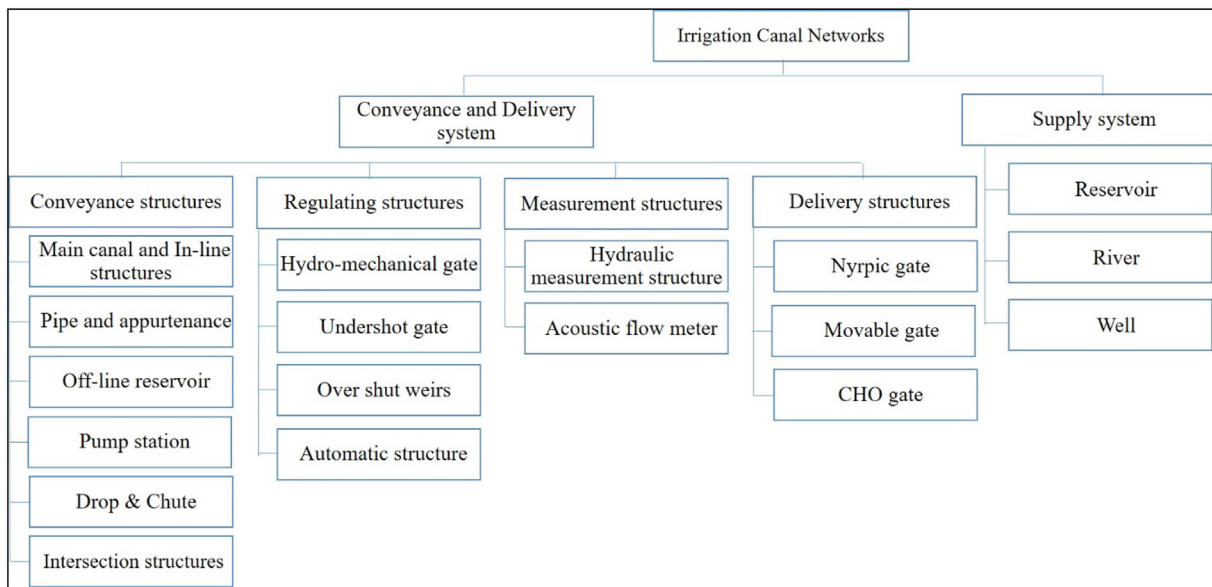 Irrigation Canal Networks
Conveyance and Delivery
system
Supply system
Conveyance structures
Regulating structures
Measurement structures
Delivery structures
Reservoir
Main canal and In-line
structures
Hydro-mechanical gate
Hydraulic
measurement structure
Nyrpic gate
River
Pipe and appurtenance
Undershot gate
Acoustic flow meter
Movable gate
Well
Off-line reservoir
Over shut weirs
CHO gate
Pump station
Automatic structure
Drop & Chute
Intersection structures